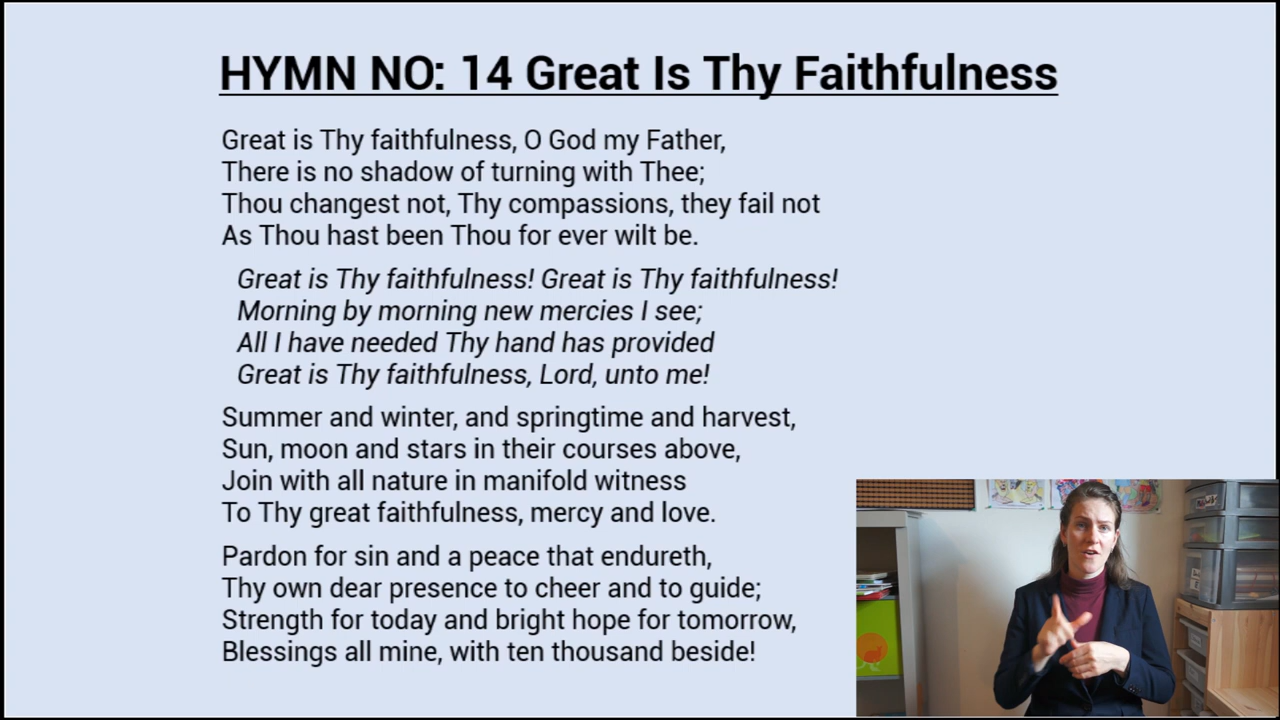 HYMN NO: 14 Great Is Thy Faithfulness
Great is Thy faithfulness, O God my Father,
There is no shadow of turning with Thee;
Thou changest not, Thy compassions, they fail not
As Thou hast been Thou for ever wilt be.
Great is Thy faithfulness! Great is Thy faithfulness!
Morning by morning new mercies I see;
All I have needed Thy hand has provided
Great is Thy faithfulness, Lord, unto me!
Summer and winter, and springtime and harvest,
Sun, moon and stars in their courses above,
Join with all nature in manifold witness
To Thy great faithfulness, mercy and love.
Pardon for sin and a peace that endureth,
Thy own dear presence to cheer and to guide;
Strength for today and bright hope for tomorrow,
Blessings all mine, with ten thousand beside!